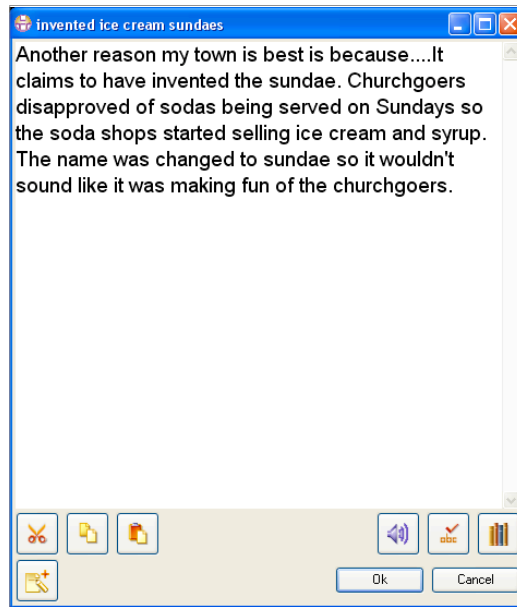 invented ice cream sundaes
Another reason my town is best is because....It
claims to have invented the sundae. Churchgoers
disapproved of sodas being served on Sundays so
the soda shops started selling ice cream and syrup.
The name was changed to sundae so it wouldn't
sound like it was making fun of the churchgoers.
abc
Ok Cancel